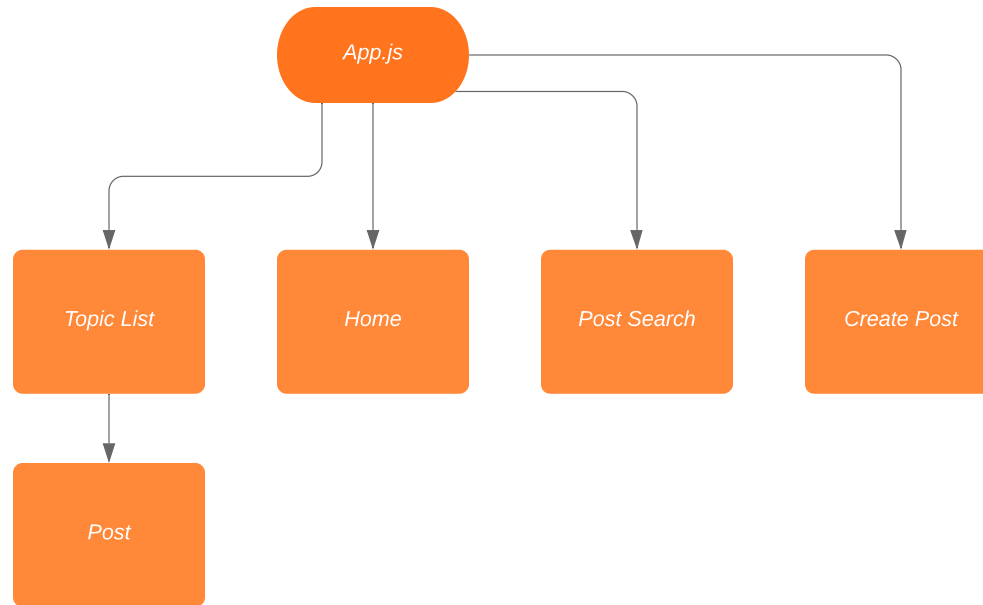 App.js
Topic List
Home
Post Search
Create Post
Post